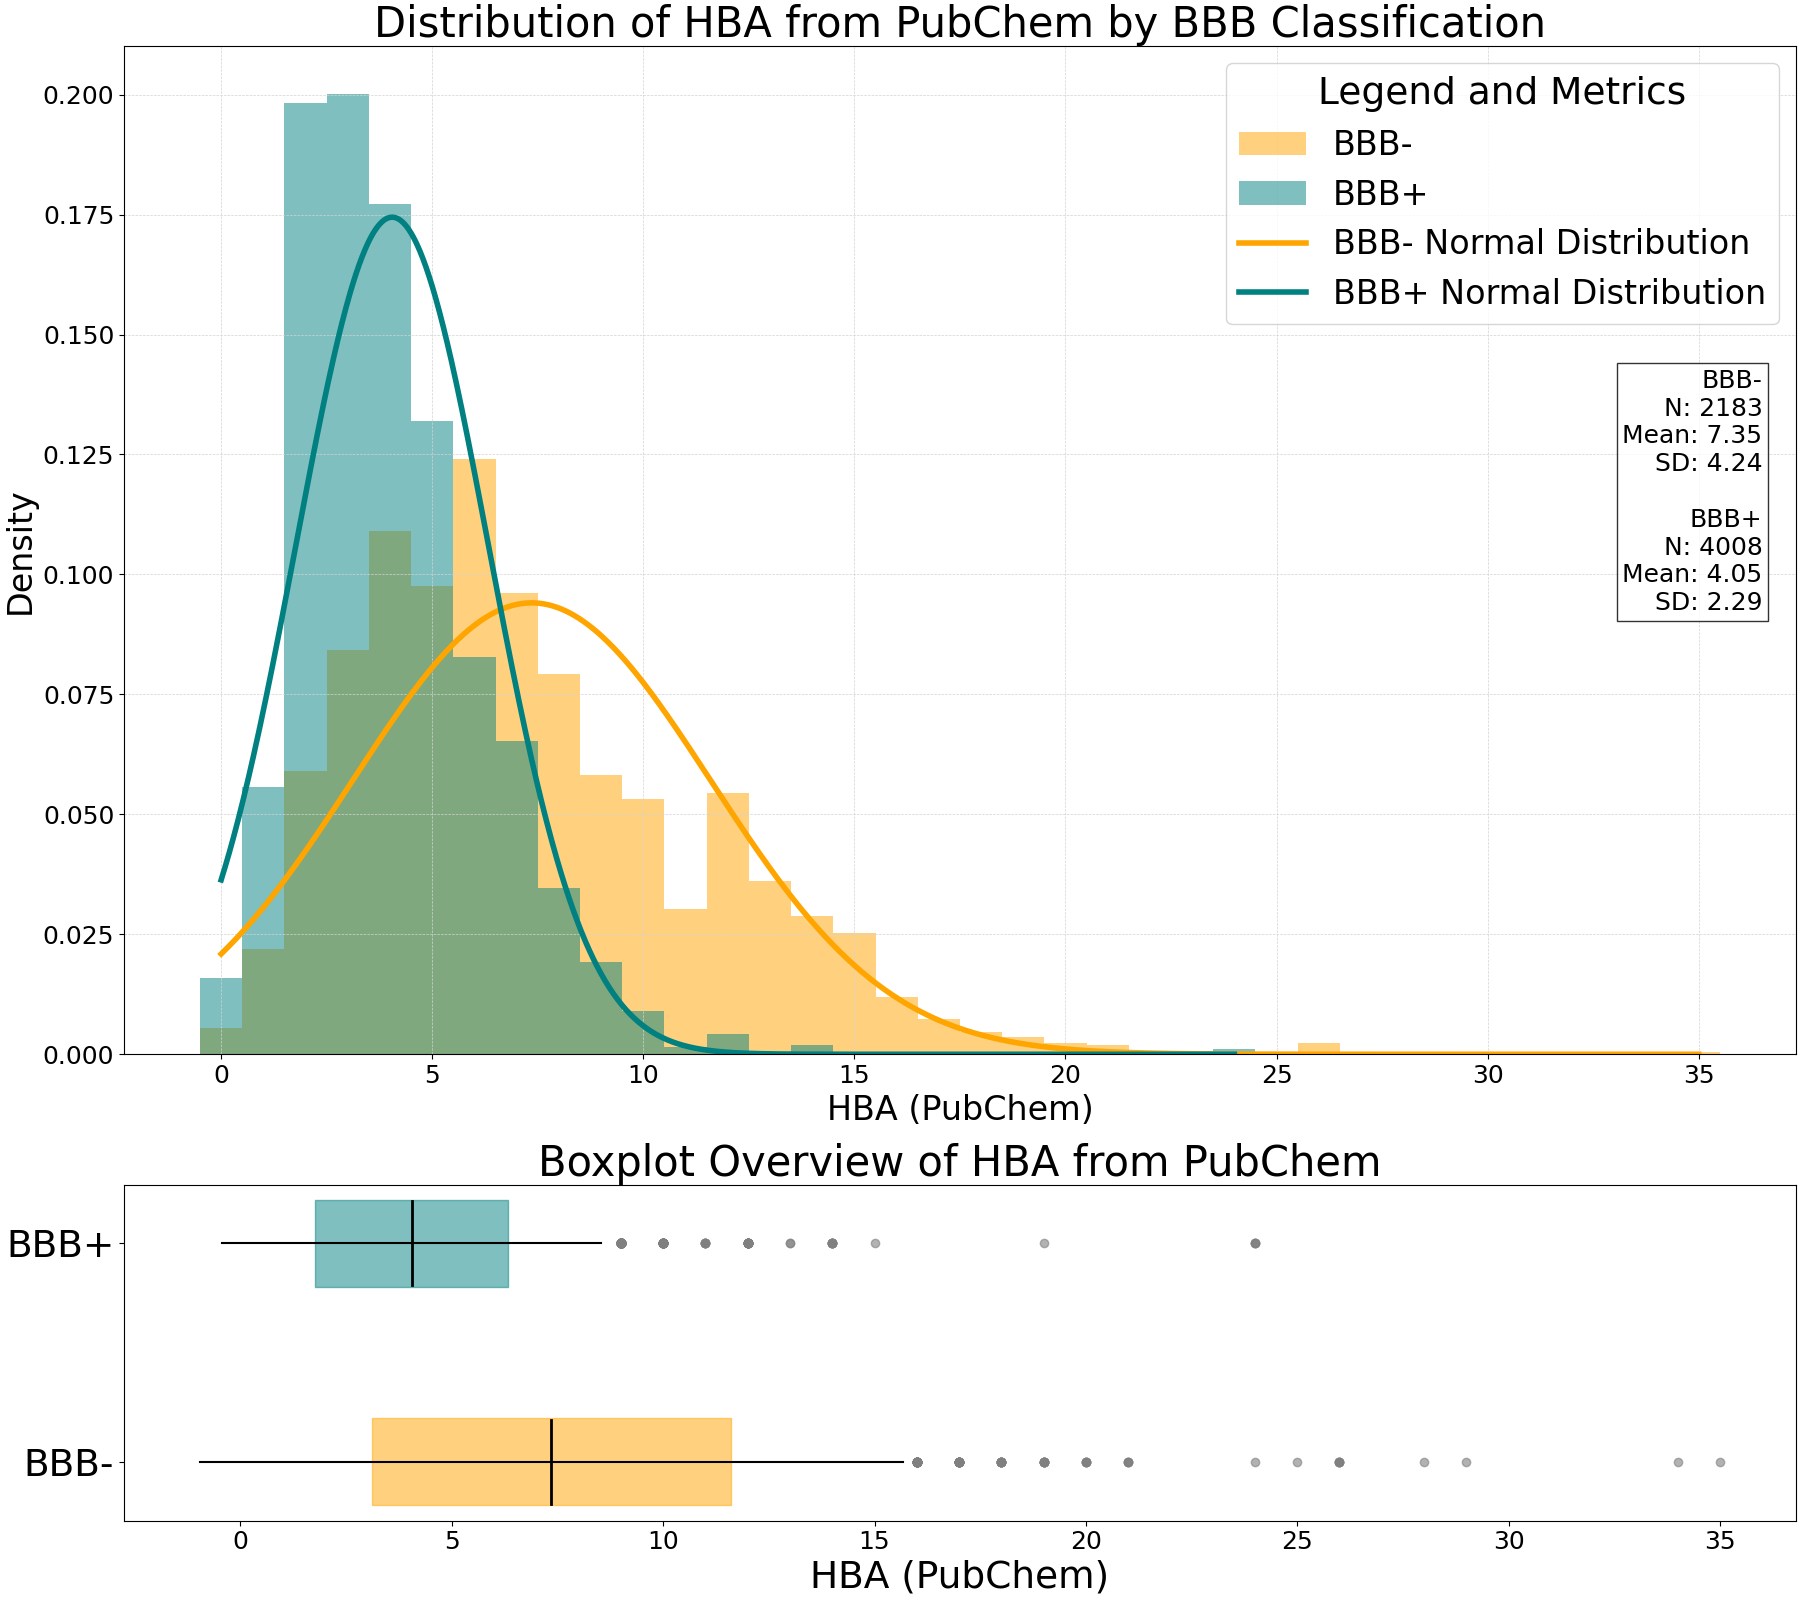 Distribution of HBA from PubChem by BBB Classification
Legend and Metrics
BBB-
BBB+
BBB- Normal Distribution
BBB+ Normal Distribution
BBB-
N: 2183
Mean: 7.35
SD: 4.24
BBB+
N: 4008
Mean: 4.05
SD: 2.29
Density
0.200
0.175
0.150
0.125
0.100
0.075
0.050
0.025
0.000
0 5 10 15 20 25 30 35
HBA (PubChem)
Boxplot Overview of HBA from PubChem
BBB+
BBB-
0 5 10 15 20 25 30 35
HBA (PubChem)